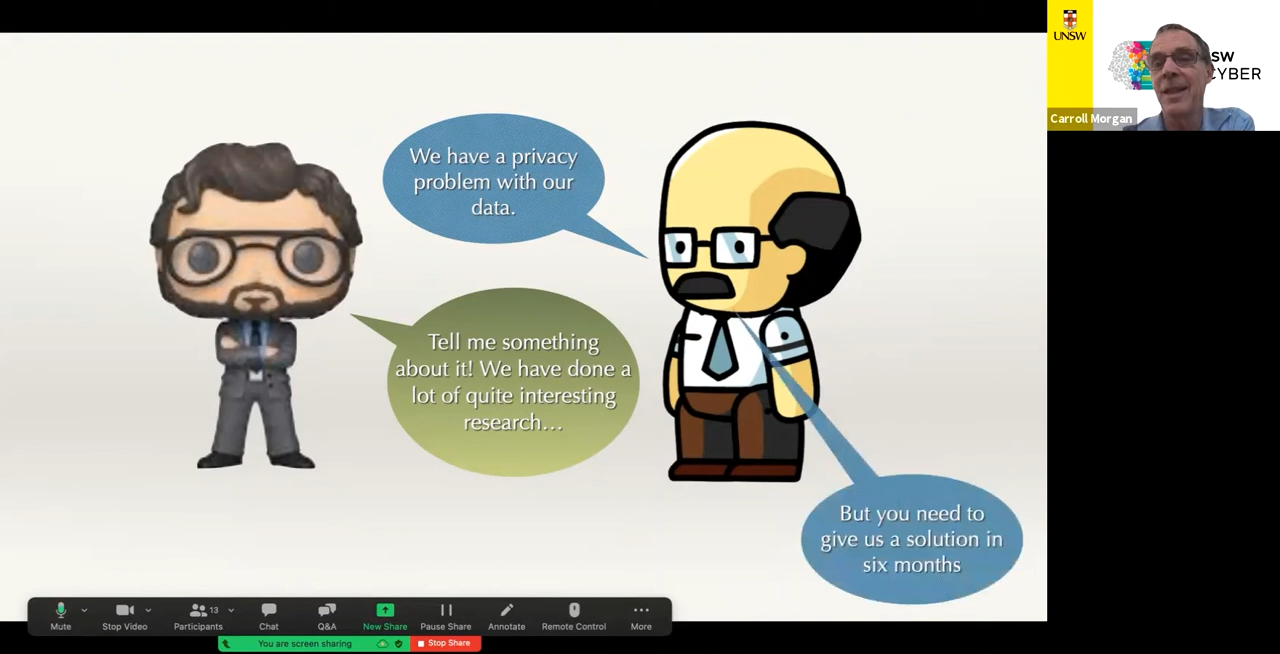 UNSW
SW
CYBER
Carroll Morgan
We have a privacy
problem with our
data.
Tell me something
about it! We have done a
lot of quite interesting
research…
But you need to
give us a solution in
six months
Mute
Stop Video
13
Participants
Chat
Q&A
New Share
Pause Share
Annotate
Remote Control
More
You are screen sharing
Stop Share